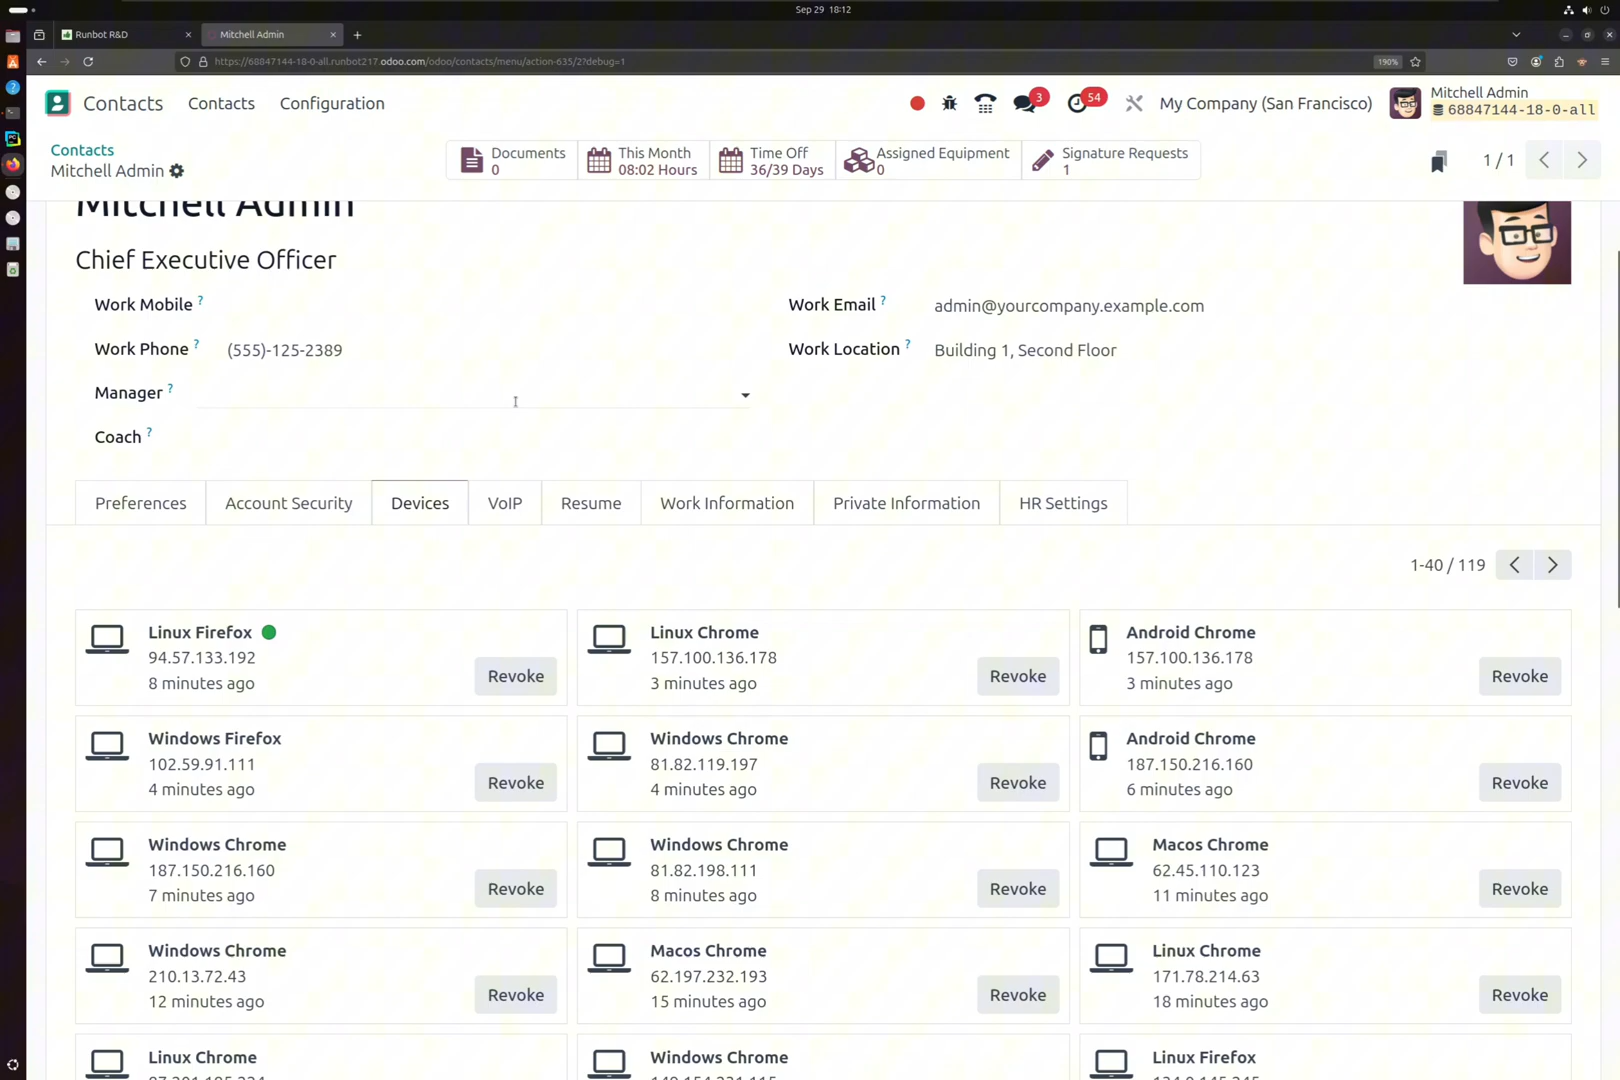 Sep 29 18:12
Runbot R&D
Mitchell Admin
https://68847144-18-0-all.runbot217.odoo.com/odoo/contacts/menu/action-635/2?debug=1
190%
Contacts
Contacts
Configuration
3
54
My Company (San Francisco)
Mitchell Admin
68847144-18-0-all
Contacts
Mitchell Admin
Documents
0
This Month
08:02 Hours
Time Off
36/39 Days
Assigned Equipment
0
Signature Requests
1
1 / 1
Mitchell Admin
Chief Executive Officer
Work Mobile ?
Work Email ?
admin@yourcompany.example.com
Work Phone ?
(555)-125-2389
Work Location ?
Building 1, Second Floor
Manager ?
Coach ?
Preferences
Account Security
Devices
VoIP
Resume
Work Information
Private Information
HR Settings
1-40 / 119
Linux Firefox
94.57.133.192
8 minutes ago
Revoke
Linux Chrome
157.100.136.178
3 minutes ago
Revoke
Android Chrome
157.100.136.178
3 minutes ago
Revoke
Windows Firefox
102.59.91.111
4 minutes ago
Revoke
Windows Chrome
81.82.119.197
4 minutes ago
Revoke
Android Chrome
187.150.216.160
6 minutes ago
Revoke
Windows Chrome
187.150.216.160
7 minutes ago
Revoke
Windows Chrome
81.82.198.111
8 minutes ago
Revoke
Macos Chrome
62.45.110.123
11 minutes ago
Revoke
Windows Chrome
210.13.72.43
12 minutes ago
Revoke
Macos Chrome
62.197.232.193
15 minutes ago
Revoke
Linux Chrome
171.78.214.63
18 minutes ago
Revoke
Linux Chrome
Windows Chrome
Linux Firefox